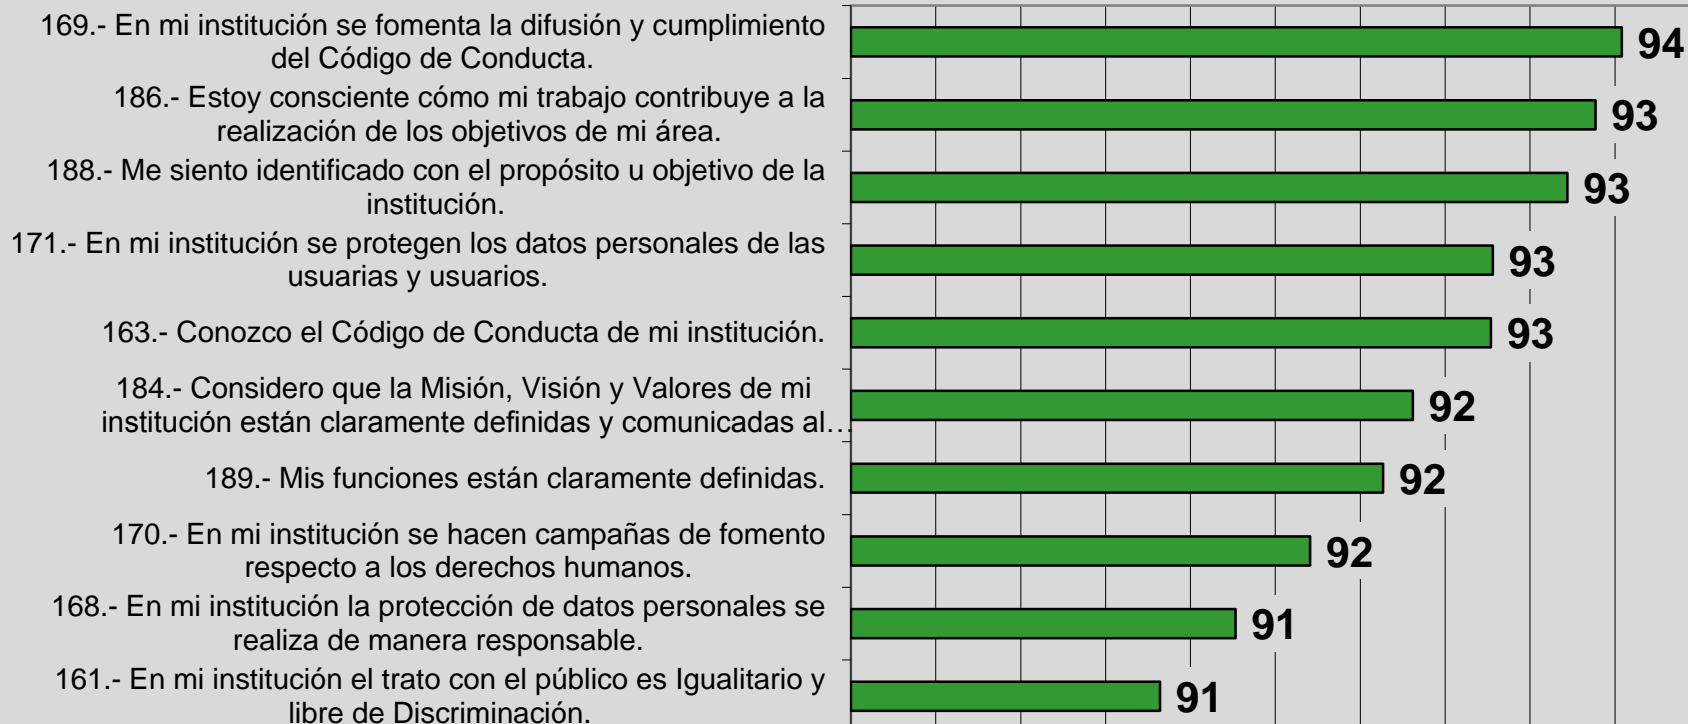 169.- En mi institución se fomenta la difusión y cumplimiento
del Código de Conducta.
94
186.- Estoy consciente cómo mi trabajo contribuye a la
realización de los objetivos de mi área.
93
188.- Me siento identificado con el propósito u objetivo de la
institución.
93
171.- En mi institución se protegen los datos personales de las
usuarias y usuarios.
93
163.- Conozco el Código de Conducta de mi institución.
93
184.- Considero que la Misión, Visión y Valores de mi
institución están claramente definidas y comunicadas al…
92
189.- Mis funciones están claramente definidas.
92
170.- En mi institución se hacen campañas de fomento
respecto a los derechos humanos.
92
168.- En mi institución la protección de datos personales se
realiza de manera responsable.
91
161.- En mi institución el trato con el público es Igualitario y
libre de Discriminación.
91